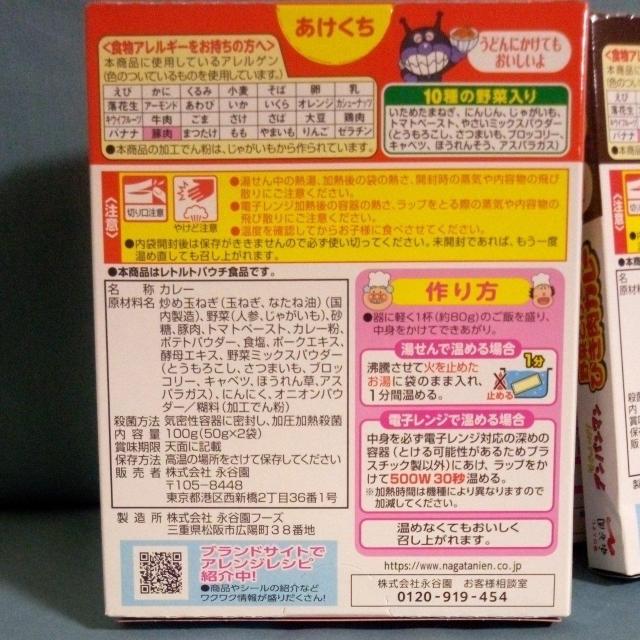 あけくち
<食物アレルギーをお持ちの方へ>
本商品に使用しているアレルゲン
(色のついているものを使用しています。)
えび かに くるみ 小麦 そば 卵 乳
落花生 アーモンド あわび いか いくら オレンジ カシューナッツ
キウイフルーツ 牛肉 ごま さけ さば 大豆 鶏肉
バナナ 豚肉 まつたけ もも やまいも りんご ゼラチン
●本商品の加工でん粉は、じゃがいもから作られています。
うどんにかけても
おいしいよ
10種の野菜入り
いためたまねぎ、にんじん、じゃがいも、
トマトペースト、やさいミックスパウダー
(とうもろこし、さつまいも、ブロッコリー、
キャベツ、ほうれんそう、アスパラガス)
<注意>
切り口注意
やけど注意
●湯せん中の熱湯、加熱後の袋の熱さ、開封時の蒸気や内容物の飛び
散りにご注意ください。
●電子レンジ加熱後の容器の熱さ、ラップをとる際の蒸気や内容物の
飛び散りにご注意ください。
●温度を確認してからお子様に食べさせてください。
●内袋開封後は保存がききませんので必ず使い切ってください。未開封であれば、もう一度
温め直しても召し上がれます。
●本商品はレトルトパウチ食品です。
名 称 カレー
原材料名 炒め玉ねぎ(玉ねぎ、なたね油)(国
内製造)、野菜(人参、じゃがいも)、砂
糖、豚肉、トマトペースト、カレー粉、
ポテトパウダー、食塩、ポークエキス、
酵母エキス、野菜ミックスパウダー
(とうもろこし、さつまいも、ブロッ
コリー、キャベツ、ほうれん草、アス
パラガス)、にんにく、オニオンパウ
ダー/糊料(加工でん粉)
殺菌方法 気密性容器に密封し、加圧加熱殺菌
内 容 量 100g(50g×2袋)
賞味期限 天面に記載
保存方法 高温の場所をさけて保存してください
販 売 者 株式会社 永谷園
〒105-8448
東京都港区西新橋2丁目36番1号
製 造 所 株式会社 永谷園フーズ
三重県松阪市広陽町38番地
ブランドサイトで
アレンジレシピ
紹介中!
●商品やシールの紹介など
ワクワク情報が盛りだくさん!
作り方
●器に軽く1杯(約80g)のご飯を盛り、
中身をかけてできあがり。
湯せんで温める場合
沸騰させて火を止めた
お湯に袋のまま入れ、
1分間温める。
1分
止める
電子レンジで温める場合
中身を必ず電子レンジ対応の深めの
容器(とける可能性があるためプラ
スチック製以外)にあけ、ラップをか
けて500W 30秒温める。
※加熱時間は機種により異なりますので
加減してください。
温めなくてもおいしく
召し上がれます。
https://www.nagatanien.co.jp/
株式会社永谷園 お客様相談室
0120-919-454